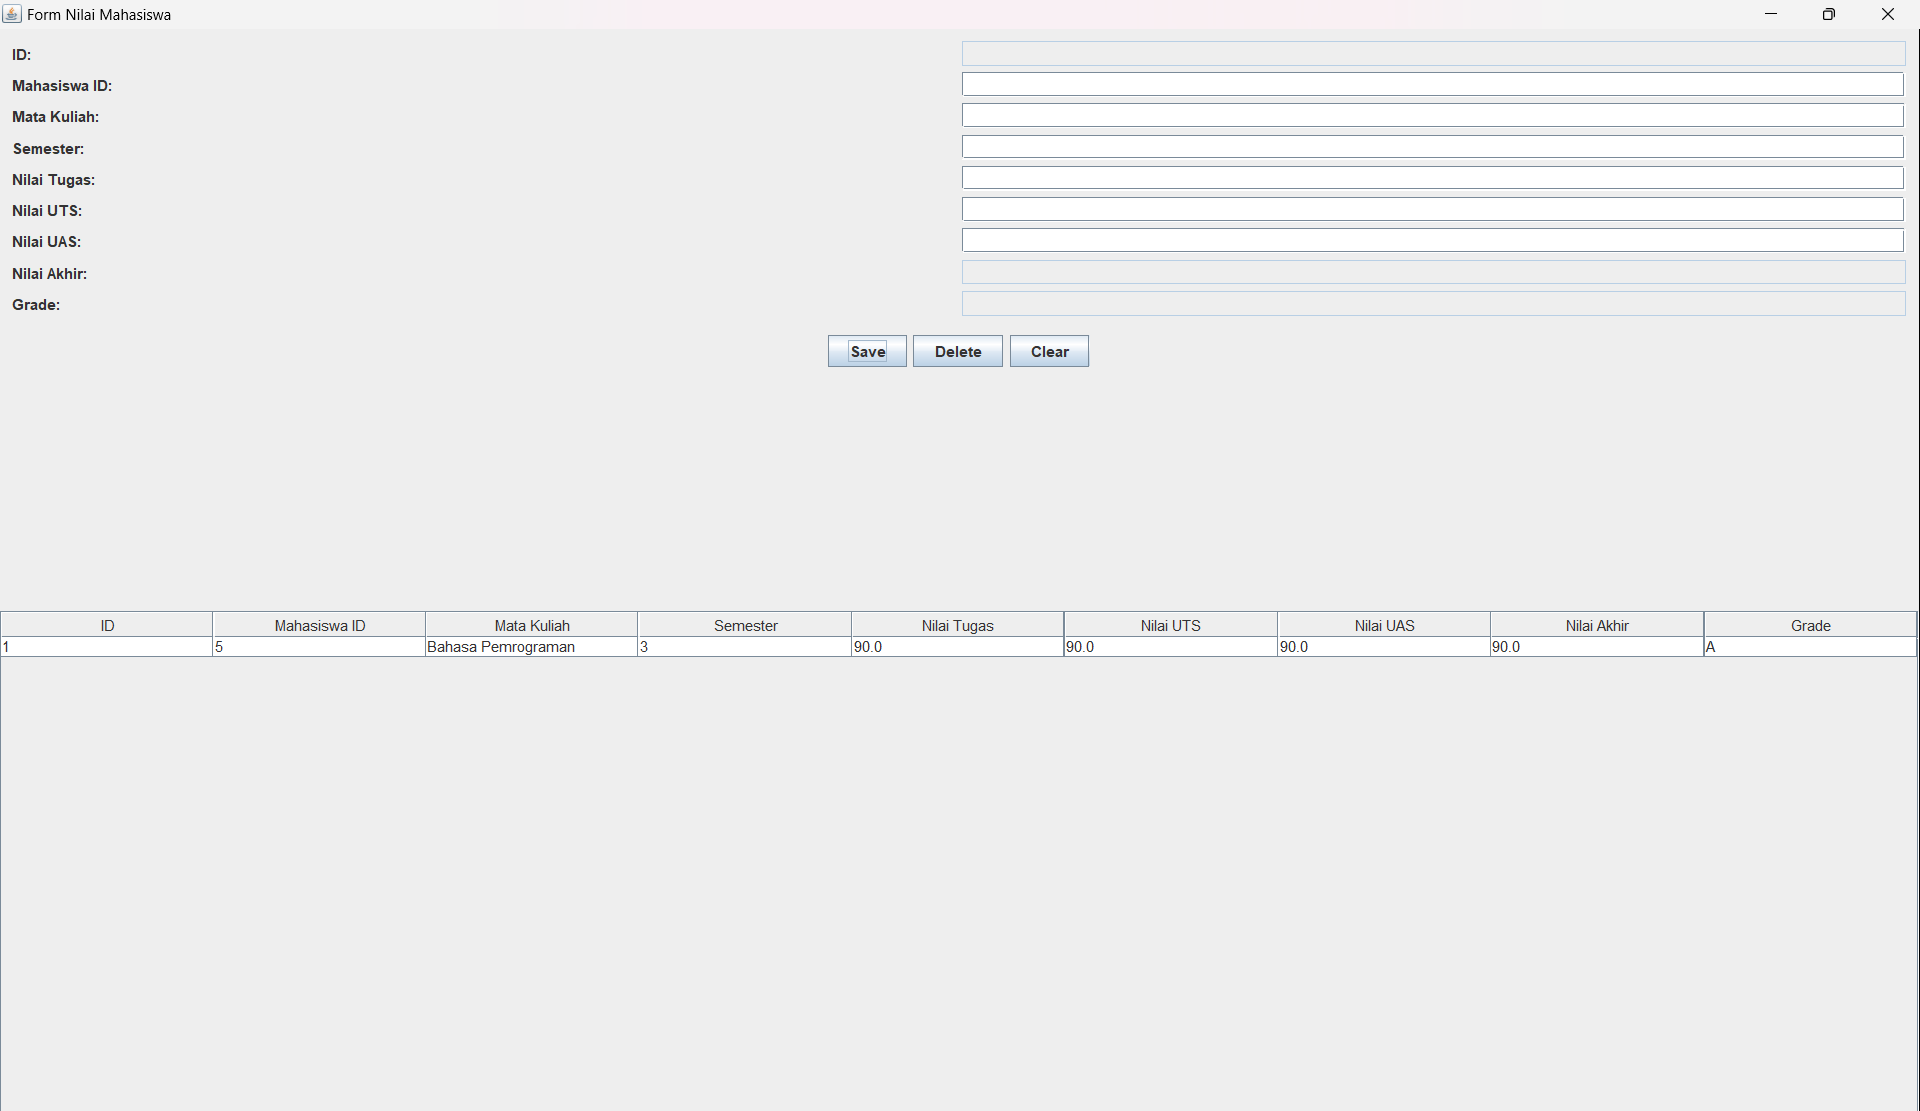 Form Nilai Mahasiswa
ID:
Mahasiswa ID:
Mata Kuliah:
Semester:
Nilai Tugas:
Nilai UTS:
Nilai UAS:
Nilai Akhir:
Grade:
Save Delete Clear
ID Mahasiswa ID Mata Kuliah Semester Nilai Tugas Nilai UTS Nilai UAS Nilai Akhir Grade
1 5 Bahasa Pemrograman 3 90.0 90.0 90.0 90.0 A